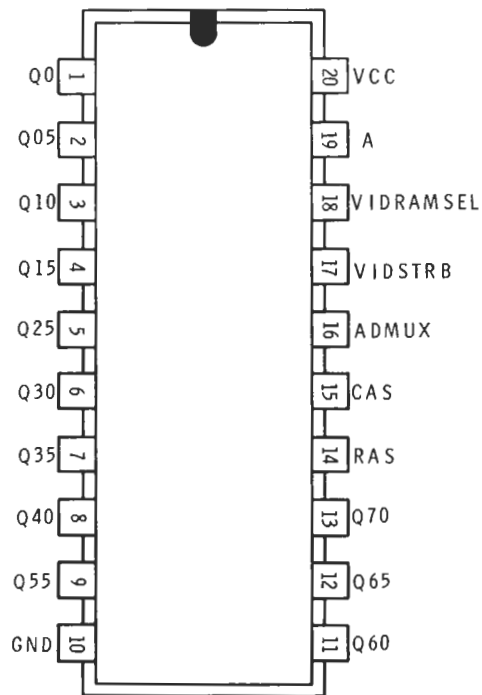 Q0 1 20 VCC
Q05 2 19 A
Q10 3 18 VIDRAMSEL
Q15 4 17 VIDSTRB
Q25 5 16 ADMUX
Q30 6 15 CAS
Q35 7 14 RAS
Q40 8 13 Q70
Q55 9 12 Q65
GND 10 11 Q60